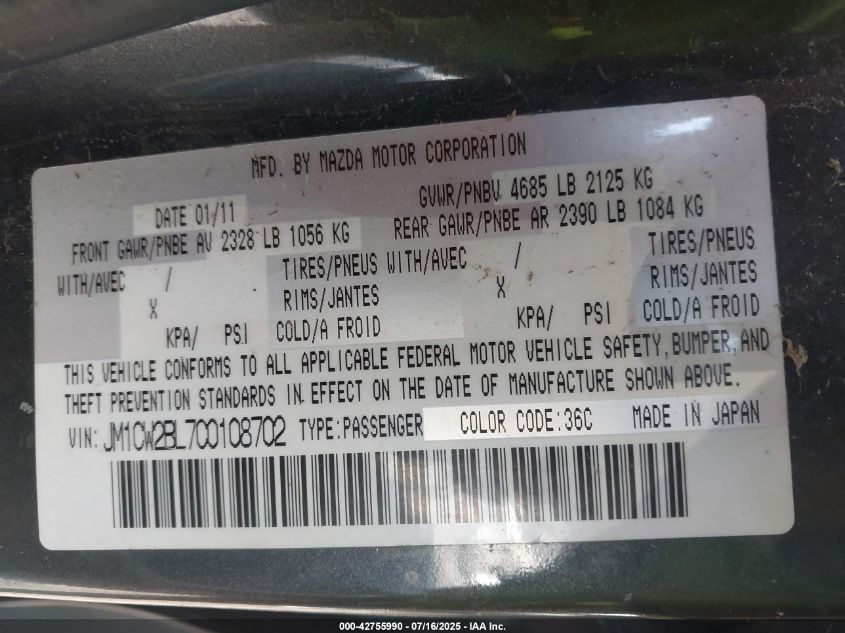 MFD. BY MAZDA MOTOR CORPORATION
DATE 01/11
GVWR/PNBV 4685 LB 2125 KG
FRONT GAWR/PNBE AV 2328 LB 1056 KG
REAR GAWR/PNBE AR 2390 LB 1084 KG
WITH/AVEC / TIRES/PNEUS WITH/AVEC / TIRES/PNEUS
X RIMS/JANTES X RIMS/JANTES
KPA/ PSI COLD/A FROID KPA/ PSI COLD/A FROID
THIS VEHICLE CONFORMS TO ALL APPLICABLE FEDERAL MOTOR VEHICLE SAFETY, BUMPER, AND
THEFT PREVENTION STANDARDS IN EFFECT ON THE DATE OF MANUFACTURE SHOWN ABOVE.
VIN: JM1CW2BL7C0108702 TYPE:PASSENGER COLOR CODE:36C MADE IN JAPAN
000-42755990 - 07/16/2025 - IAA Inc.